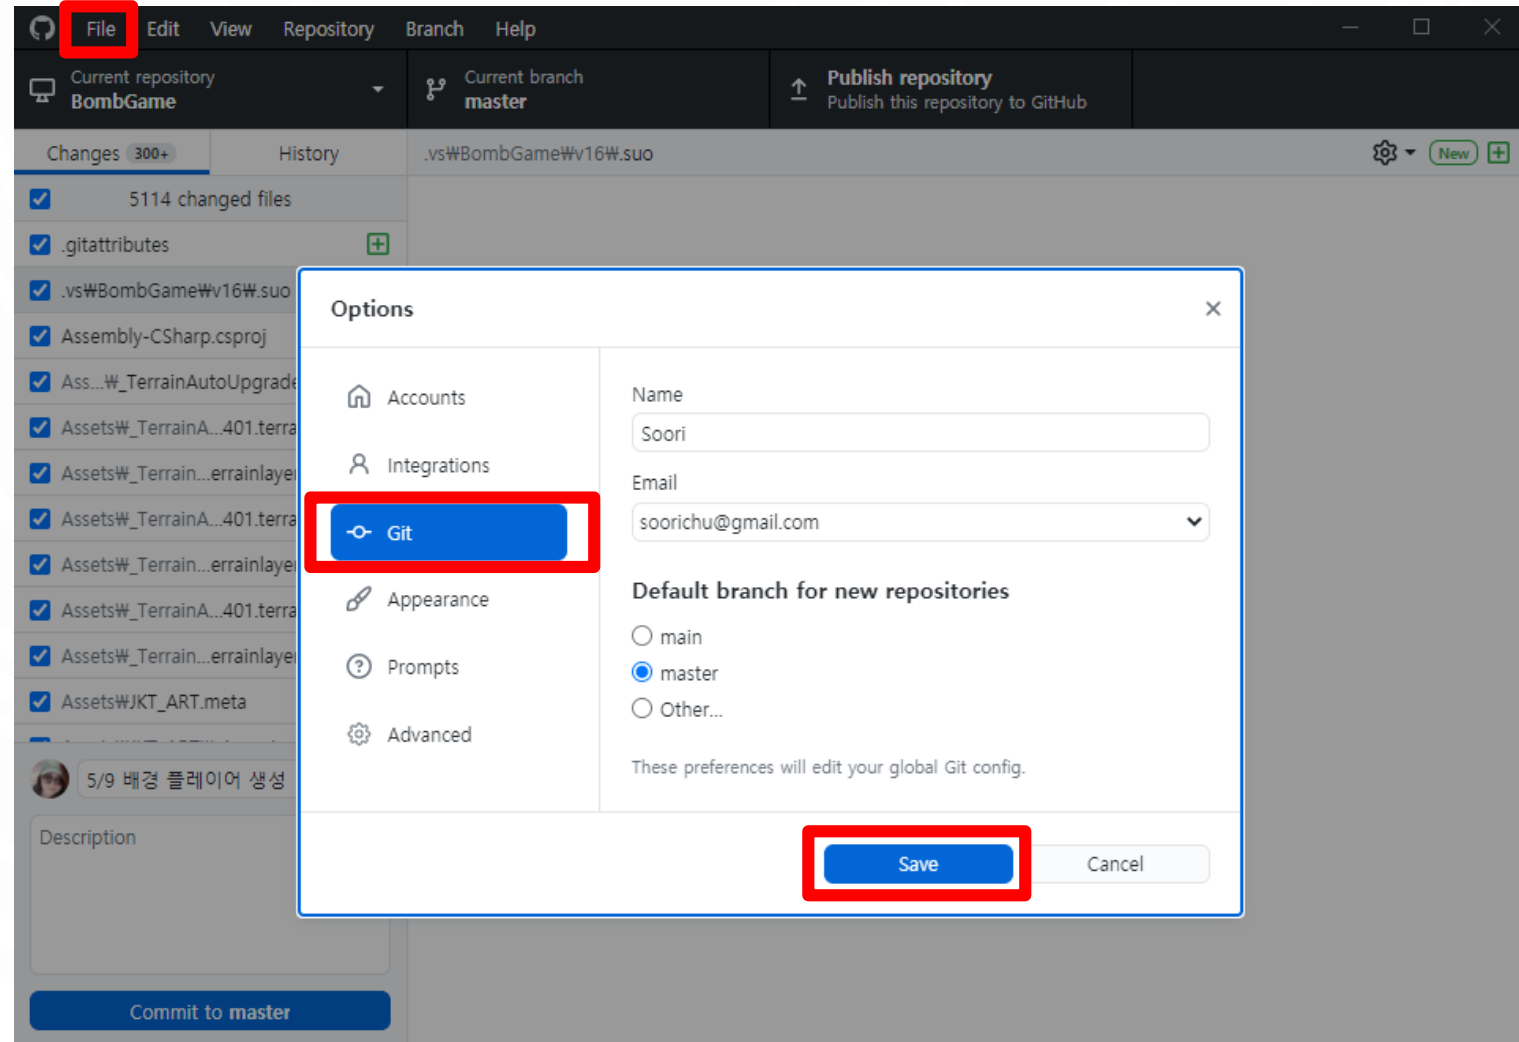 File Edit View Repository Branch Help
Current repository
BombGame
Current branch
master
Publish repository
Publish this repository to GitHub
Changes 300+
History
.vs₩BombGame₩v16₩.suo
New
5114 changed files
.gitattributes
.vs₩BombGame₩v16₩.suo
Assembly-CSharp.csproj
Ass...₩_TerrainAutoUpgrade
Assets₩_TerrainA...401.terra
Assets₩_Terrain...errainlaye
Assets₩_TerrainA...401.terra
Assets₩_Terrain...errainlaye
Assets₩_TerrainA...401.terra
Assets₩_Terrain...errainlaye
Assets₩JKT_ART.meta
5/9 배경 플레이어 생성
Description
Commit to master
Options
Accounts
Integrations
Git
Appearance
Prompts
Advanced
Name
Soori
Email
soorichu@gmail.com
Default branch for new repositories
main
master
Other...
These preferences will edit your global Git config.
Save
Cancel